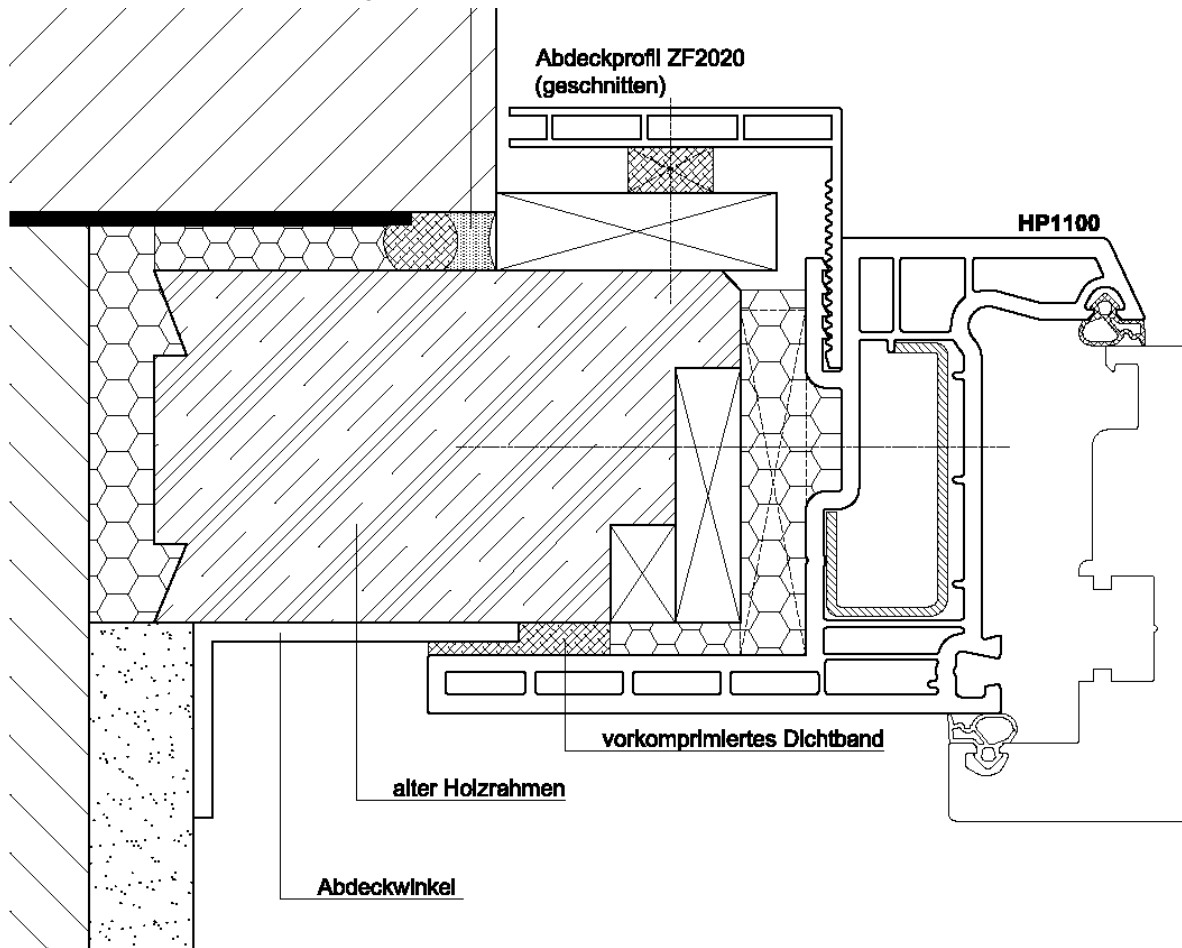 Abdeckprofil ZF2020
(geschnitten)
HP1100
vorkomprimiertes Dichtband
alter Holzrahmen
Abdeckwinkel